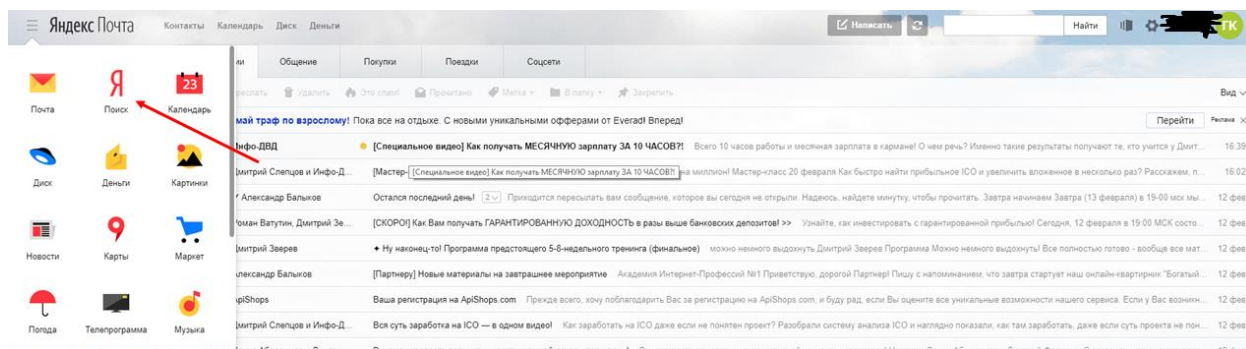 Яндекс Почта Контакты Календарь Диск Деньги Написать Найти ГК
ии Общение Покупки Поездки Соцсети
Удалить Это спам! Прочитано Метка В папку Закрепить Вид
23
Почта Поиск Календарь
май траф по взрослому! Пока все на отдыхе. С новыми уникальными офферами от Everad! Вперед! Перейти Реклама
Инфо-ДВД [Специальное видео] Как получать МЕСЯЧНУЮ зарплату ЗА 10 ЧАСОВ?! Всего 10 часов работы и месячная зарплата в кармане! О чем речь? Именно такие результаты получают те, кто учится у Дмит... 16:39
Диск Деньги Картинки
Дмитрий Слепцов и Инфо-Д... [Мастер- [Специальное видео] Как получать МЕСЯЧНУЮ зарплату ЗА 10 ЧАСОВ?! на миллион! Мастер-класс 20 февраля Как быстро найти прибыльное ICO и увеличить вложенное в несколько раз? Расскажем, п... 16:02
Александр Балыков Остался последний день! 2 Приходится пересылать вам сообщение, которое вы сегодня не открыли. Надеюсь, найдете минутку, чтобы прочитать. Завтра начинаем Завтра (13 февраля) в 19-00 мск мы... 12 фев
Роман Ватутин, Дмитрий Зе... [СКОРО!] Как Вам получать ГАРАНТИРОВАННУЮ ДОХОДНОСТЬ в разы выше банковских депозитов! >> Узнайте, как инвестировать с гарантированной прибылью! Сегодня, 12 февраля в 19:00 МСК состо... 12 фев
Новости Карты Маркет
Дмитрий Зверев + Ну наконец-то! Программа предстоящего 5-8-недельного тренинга (финальное) можно немного выдохнуть Дмитрий Зверев Программа Можно немного выдохнуть! Все полностью готово - вообще все мат... 12 фев
Александр Балыков [Партнеру] Новые материалы на завтрашнее мероприятие Академия Интернет-Профессий №1 Приветствую, дорогой Партнер! Пишу с напоминанием, что завтра стартует наш онлайн-квартирник "Богатый... 12 фев
ApiShops Ваша регистрация на ApiShops.com Прежде всего, хочу поблагодарить Вас за регистрацию на ApiShops.com, и буду рад, если Вы оцените все уникальные возможности нашего сервиса. Если у Вас возникн... 12 фев
Погода Телепрограмма Музыка
Дмитрий Слепцов и Инфо-Д... Вся суть заработка на ICO — в одном видео! Как заработать на ICO даже если не понятен проект? Разобрали систему анализа ICO и наглядно показали, как там заработать, даже если суть проекта не пон... 12 фев